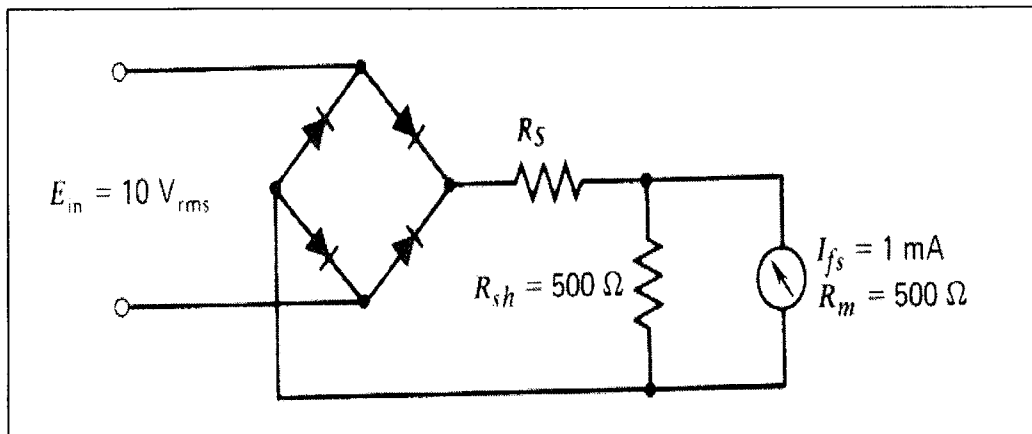 R_S
E_in = 10 V_rms
R_sh = 500 Ω
I_fs = 1 mA
R_m = 500 Ω